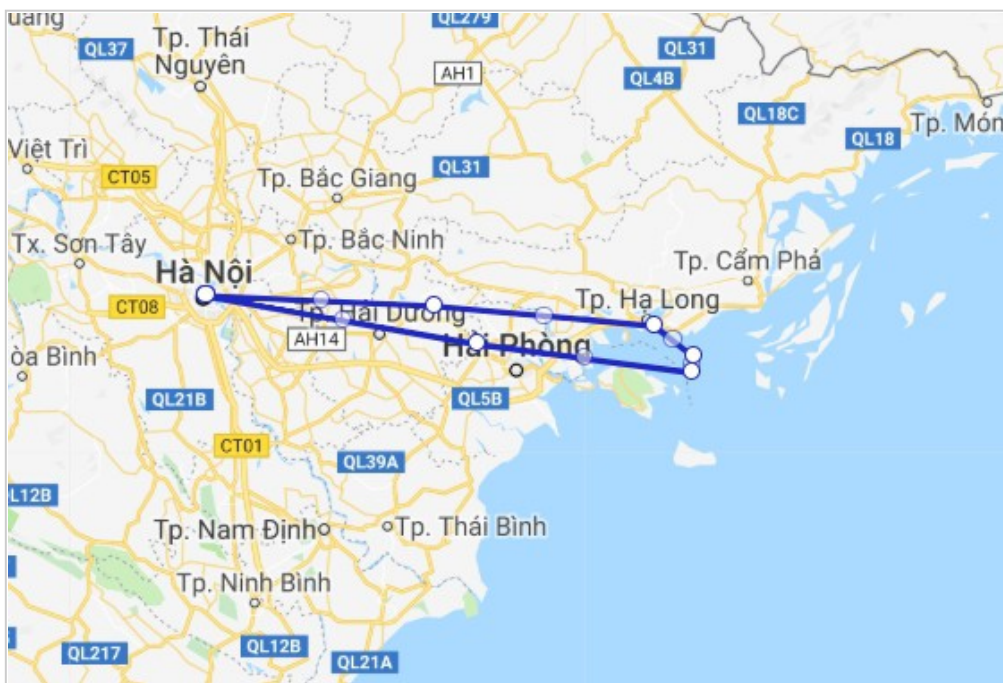 QL279
QL37
Tp. Thái
Nguyên
AH1
QL31
QL4B
QL18C
QL18
Tp. Món
Việt Trì
CT05
QL31
Tp. Bắc Giang
Tx. Sơn Tây
Tp. Bắc Ninh
Hà Nội
Tp. Cẩm Phả
CT08
Tp. Hạ Long
Tp. Hải Dương
AH14
Hải Phòng
òa Bình
QL21B
QL5B
CT01
QL39A
QL12B
Tp. Nam Định
Tp. Thái Bình
Tp. Ninh Bình
QL12B
QL217
QL21A